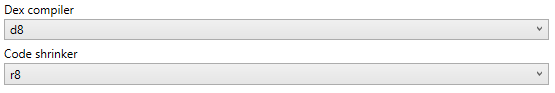 Dex compiler
d8
Code shrinker
r8